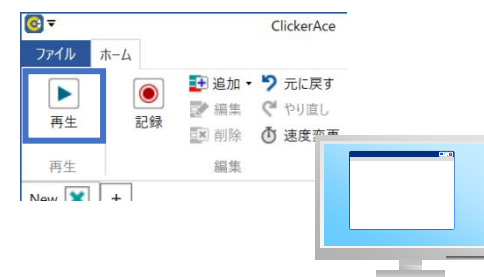 ClickerAce
ファイル ホーム
再生 記録 追加 元に戻す
編集 やり直し
削除 速度変更
再生 編集
New +